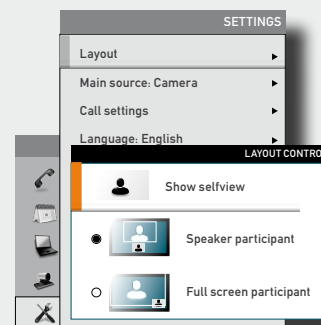 SETTINGS
Layout
Main source: Camera
Call settings
Language: English
LAYOUT CONTRO
Show selfview
Speaker participant
Full screen participant